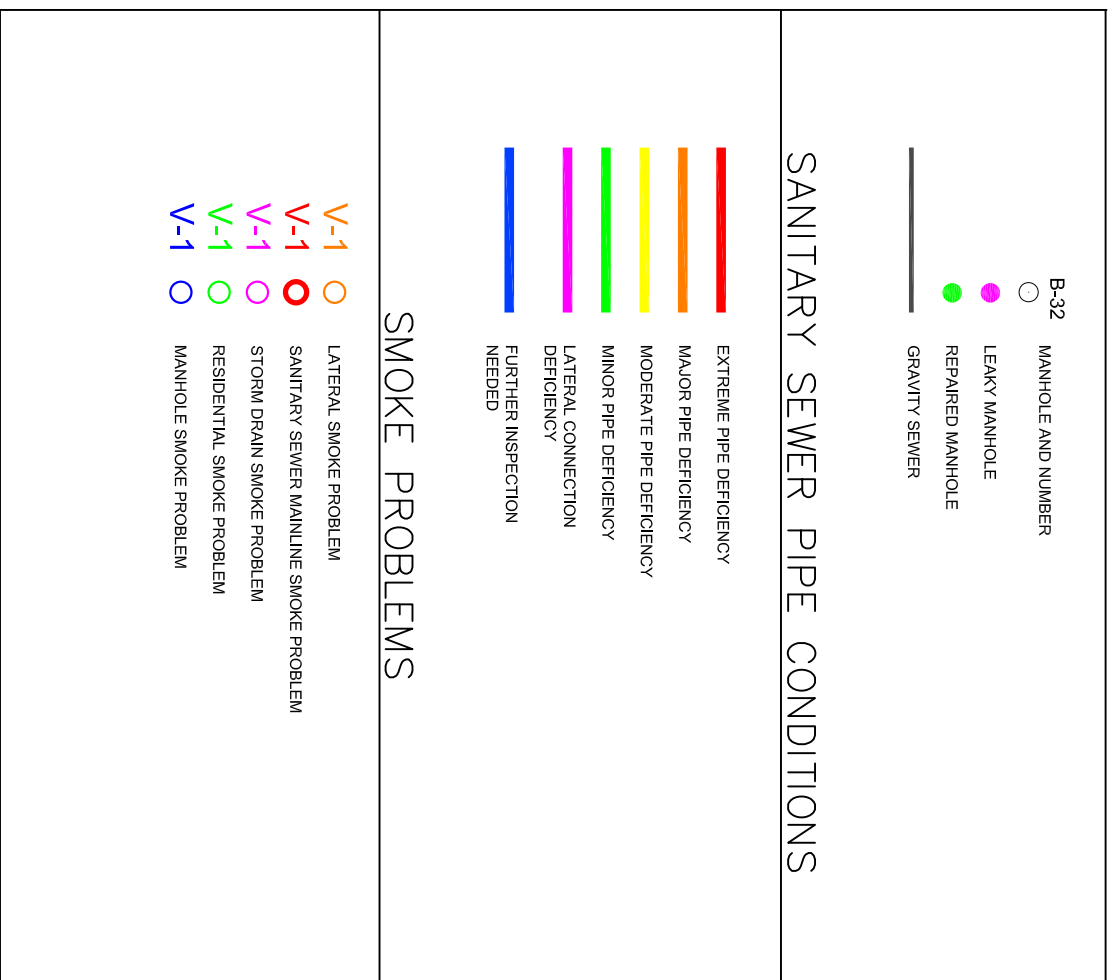 B-32
MANHOLE AND NUMBER
LEAKY MANHOLE
REPAIRED MANHOLE
GRAVITY SEWER
SANITARY SEWER PIPE CONDITIONS
EXTREME PIPE DEFICIENCY
MAJOR PIPE DEFICIENCY
MODERATE PIPE DEFICIENCY
MINOR PIPE DEFICIENCY
LATERAL CONNECTION
DEFICIENCY
FURTHER INSPECTION
NEEDED
SMOKE PROBLEMS
V-1 LATERAL SMOKE PROBLEM
V-1 SANITARY SEWER MAINLINE SMOKE PROBLEM
V-1 STORM DRAIN SMOKE PROBLEM
V-1 RESIDENTIAL SMOKE PROBLEM
V-1 MANHOLE SMOKE PROBLEM